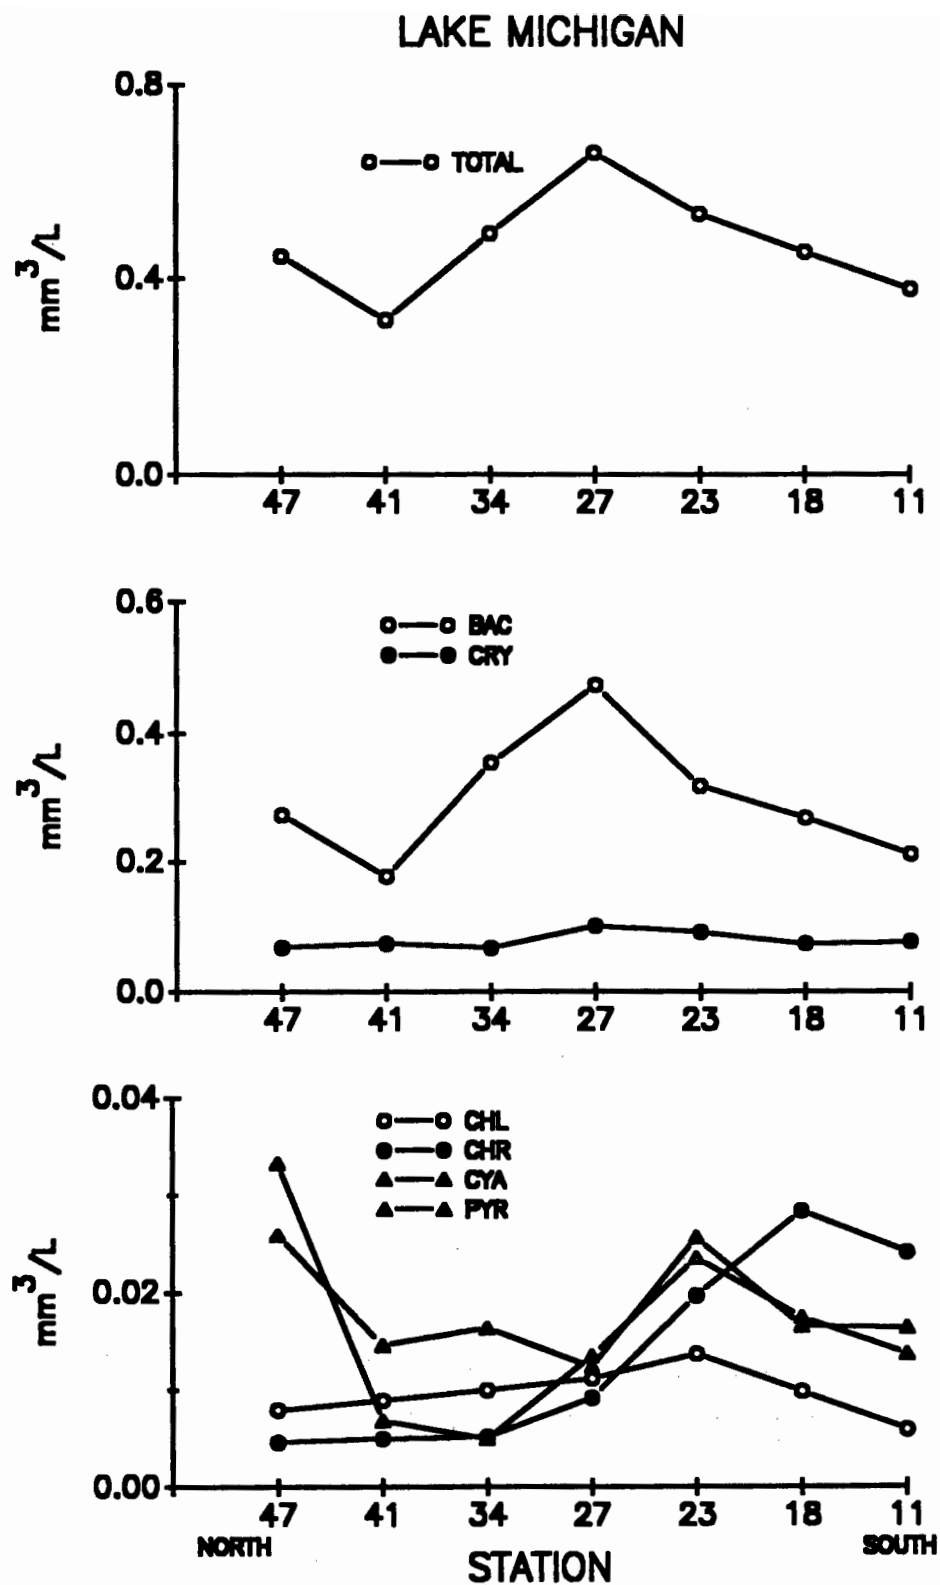 LAKE MICHIGAN
0.8
TOTAL
mm³/L
0.4
0.0
47 41 34 27 23 18 11
0.6
BAC
CRY
0.4
mm³/L
0.2
0.0
47 41 34 27 23 18 11
0.04
CHL
CHR
CYA
PYR
mm³/L
0.02
0.00
47 41 34 27 23 18 11
NORTH SOUTH
STATION